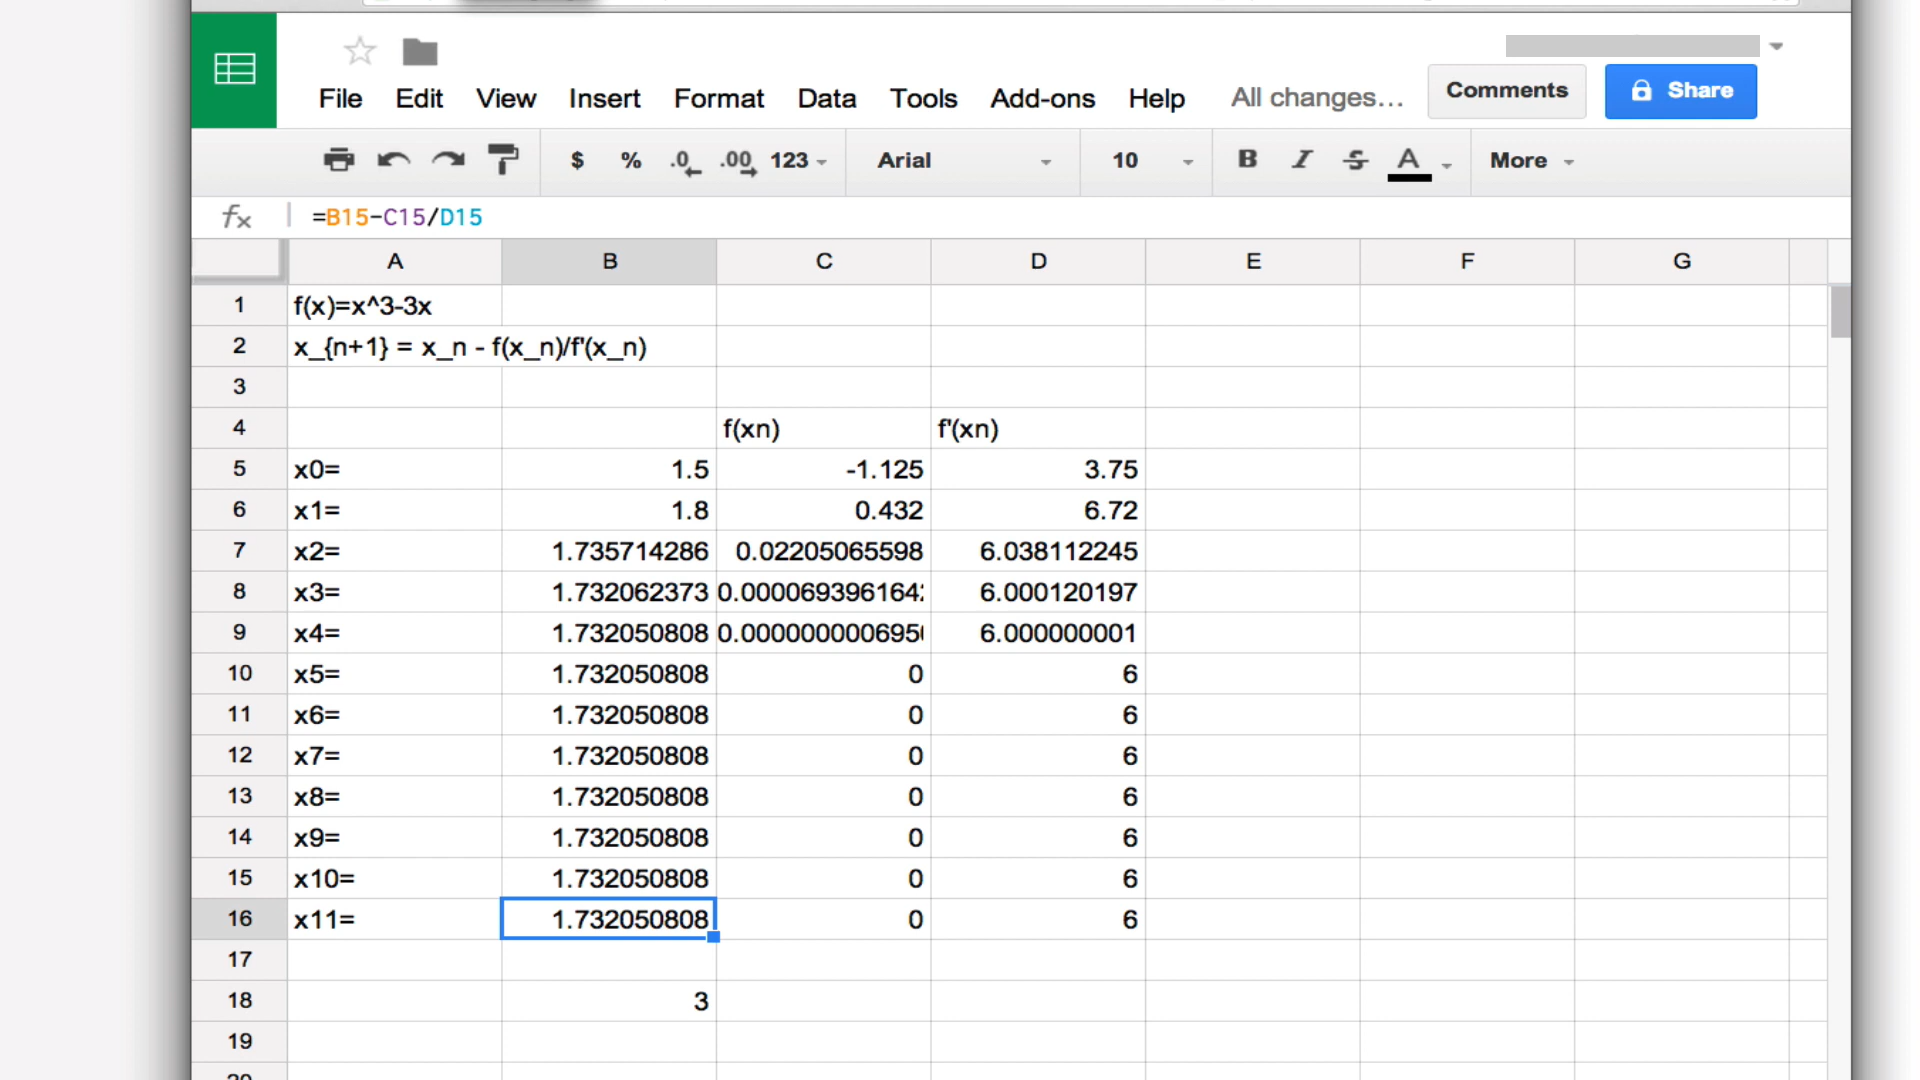 File Edit View Insert Format Data Tools Add-ons Help All changes… Comments Share
$ % .0 .00 123 Arial 10 B I S A More
fx =B15-C15/D15
A B C D E F G
1 f(x)=x^3-3x
2 x_{n+1} = x_n - f(x_n)/f'(x_n)
3
4 f(xn) f'(xn)
5 x0= 1.5 -1.125 3.75
6 x1= 1.8 0.432 6.72
7 x2= 1.735714286 0.02205065598 6.038112245
8 x3= 1.732062373 0.000069396164 6.000120197
9 x4= 1.732050808 0.000000000695 6.000000001
10 x5= 1.732050808 0 6
11 x6= 1.732050808 0 6
12 x7= 1.732050808 0 6
13 x8= 1.732050808 0 6
14 x9= 1.732050808 0 6
15 x10= 1.732050808 0 6
16 x11= 1.732050808 0 6
17
18 3
19